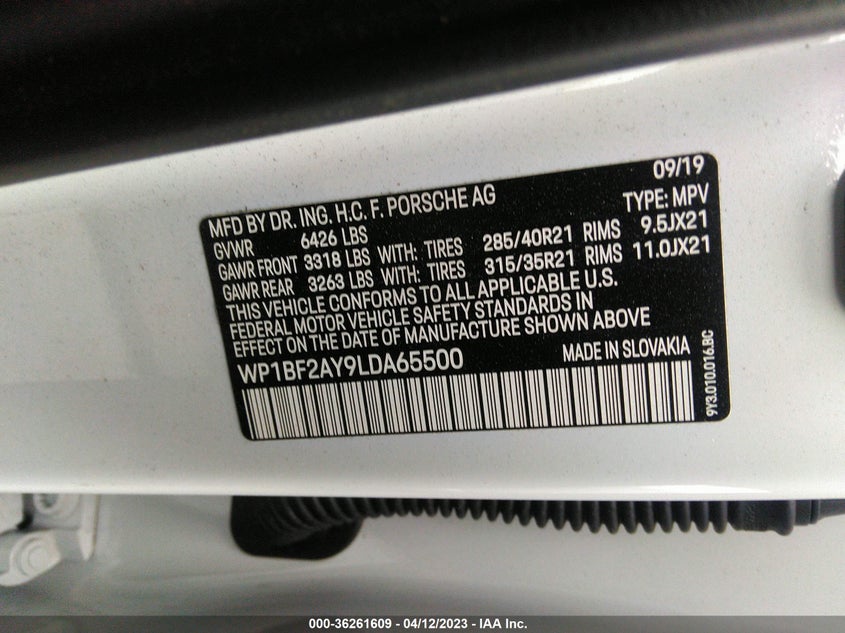 09/19
MFD BY DR. ING. H.C. F. PORSCHE AG
TYPE: MPV
GVWR 6426 LBS
GAWR FRONT 3318 LBS WITH: TIRES 285/40R21 RIMS 9.5JX21
GAWR REAR 3263 LBS WITH: TIRES 315/35R21 RIMS 11.0JX21
THIS VEHICLE CONFORMS TO ALL APPLICABLE U.S.
FEDERAL MOTOR VEHICLE SAFETY STANDARDS IN
EFFECT ON THE DATE OF MANUFACTURE SHOWN ABOVE
WP1BF2AY9LDA65500 MADE IN SLOVAKIA
9Y3.010.016.BC
000-36261609 - 04/12/2023 - IAA Inc.